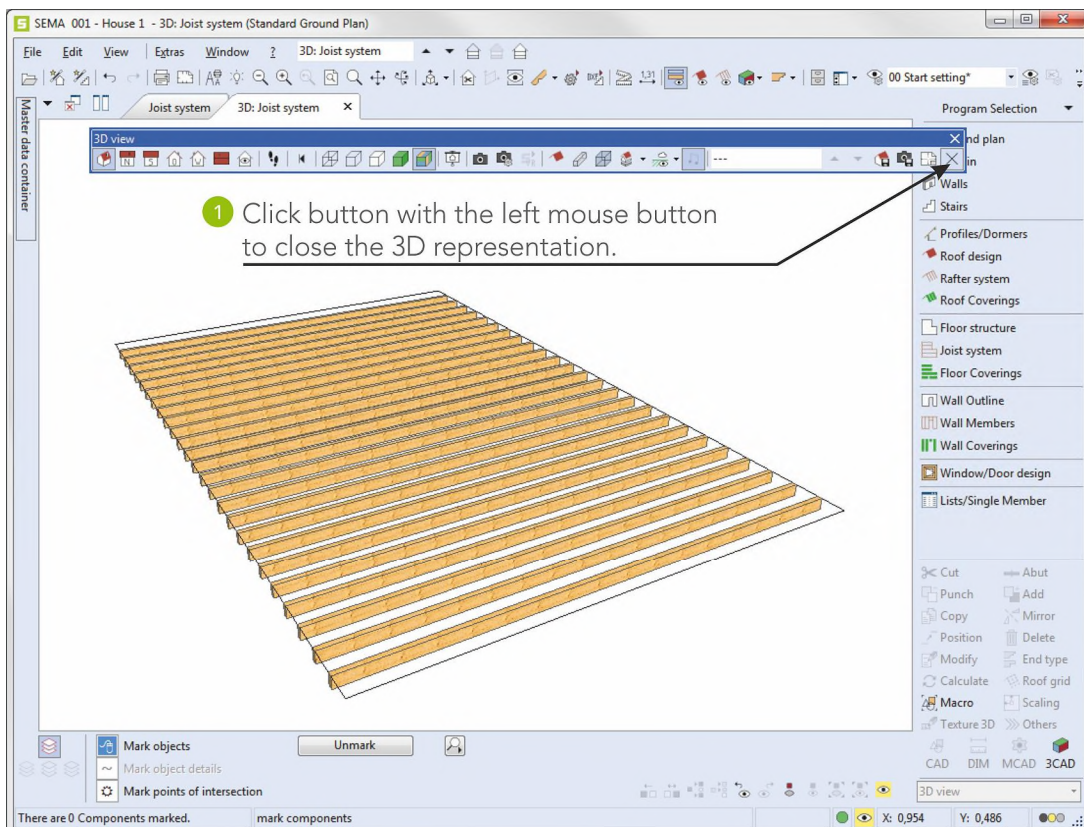 SEMA 001 - House 1 - 3D: Joist system (Standard Ground Plan)
File Edit View Extras Window ? 3D: Joist system
00 Start setting*
Master data container
Joist system 3D: Joist system
Program Selection
3D view
---
nd plan
in
Walls
Stairs
Profiles/Dormers
Roof design
Rafter system
Roof Coverings
Floor structure
Joist system
Floor Coverings
Wall Outline
Wall Members
Wall Coverings
Window/Door design
Lists/Single Member
1 Click button with the left mouse button
to close the 3D representation.
Cut Abut
Punch Add
Copy Mirror
Position Delete
Modify End type
Calculate Roof grid
Macro Scaling
Texture 3D Others
CAD DIM MCAD 3CAD
3D view
Mark objects Unmark
Mark object details
Mark points of intersection
There are 0 Components marked. mark components X: 0,954 Y: 0,486